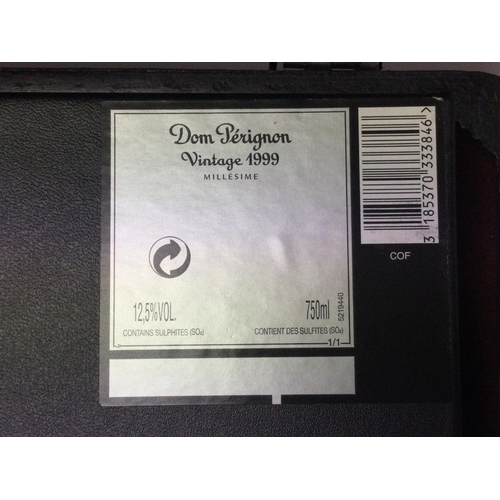 Dom Pérignon
Vintage 1999
MILLÉSIME
12,5%VOL.
750ml
CONTAINS SULPHITES (SO₂)
CONTIENT DES SULFITES (SO₂)
1/1
5219440
3 185370 333846>
COF